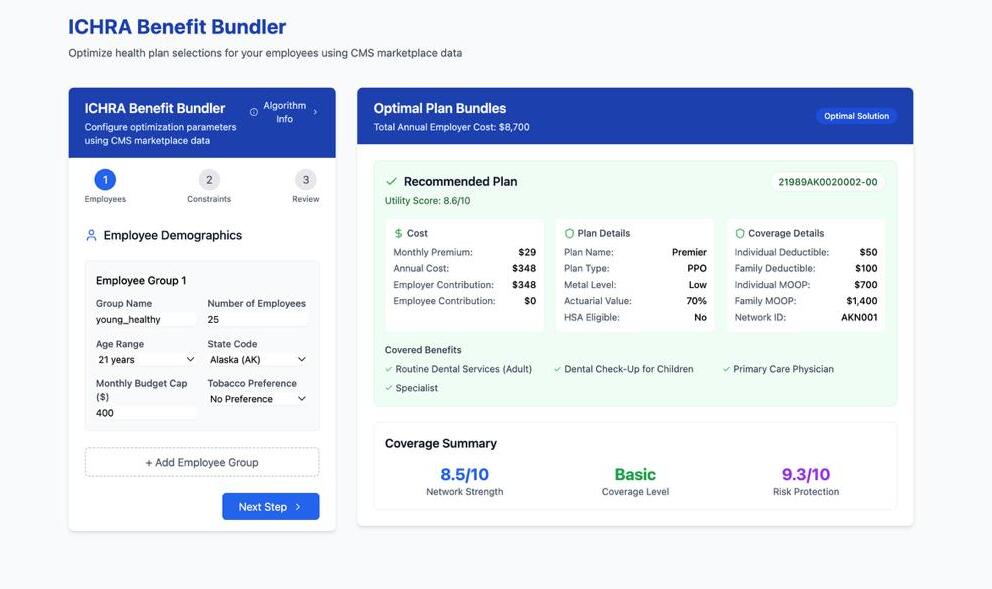 ICHRA Benefit Bundler
Optimize health plan selections for your employees using CMS marketplace data
ICHRA Benefit Bundler
Algorithm
Info
Configure optimization parameters
using CMS marketplace data
1
2
3
Employees
Constraints
Review
Employee Demographics
Employee Group 1
Group Name
Number of Employees
young_healthy
25
Age Range
State Code
21 years
Alaska (AK)
Monthly Budget Cap
($)
Tobacco Preference
400
No Preference
+ Add Employee Group
Next Step
Optimal Plan Bundles
Total Annual Employer Cost: $8,700
Optimal Solution
Recommended Plan
21989AK0020002-00
Utility Score: 8.6/10
Cost
Monthly Premium: $29
Annual Cost: $348
Employer Contribution: $348
Employee Contribution: $0
Plan Details
Plan Name: Premier
Plan Type: PPO
Metal Level: Low
Actuarial Value: 70%
HSA Eligible: No
Coverage Details
Individual Deductible: $50
Family Deductible: $100
Individual MOOP: $700
Family MOOP: $1,400
Network ID: AKN001
Covered Benefits
Routine Dental Services (Adult)
Dental Check-Up for Children
Primary Care Physician
Specialist
Coverage Summary
8.5/10
Network Strength
Basic
Coverage Level
9.3/10
Risk Protection